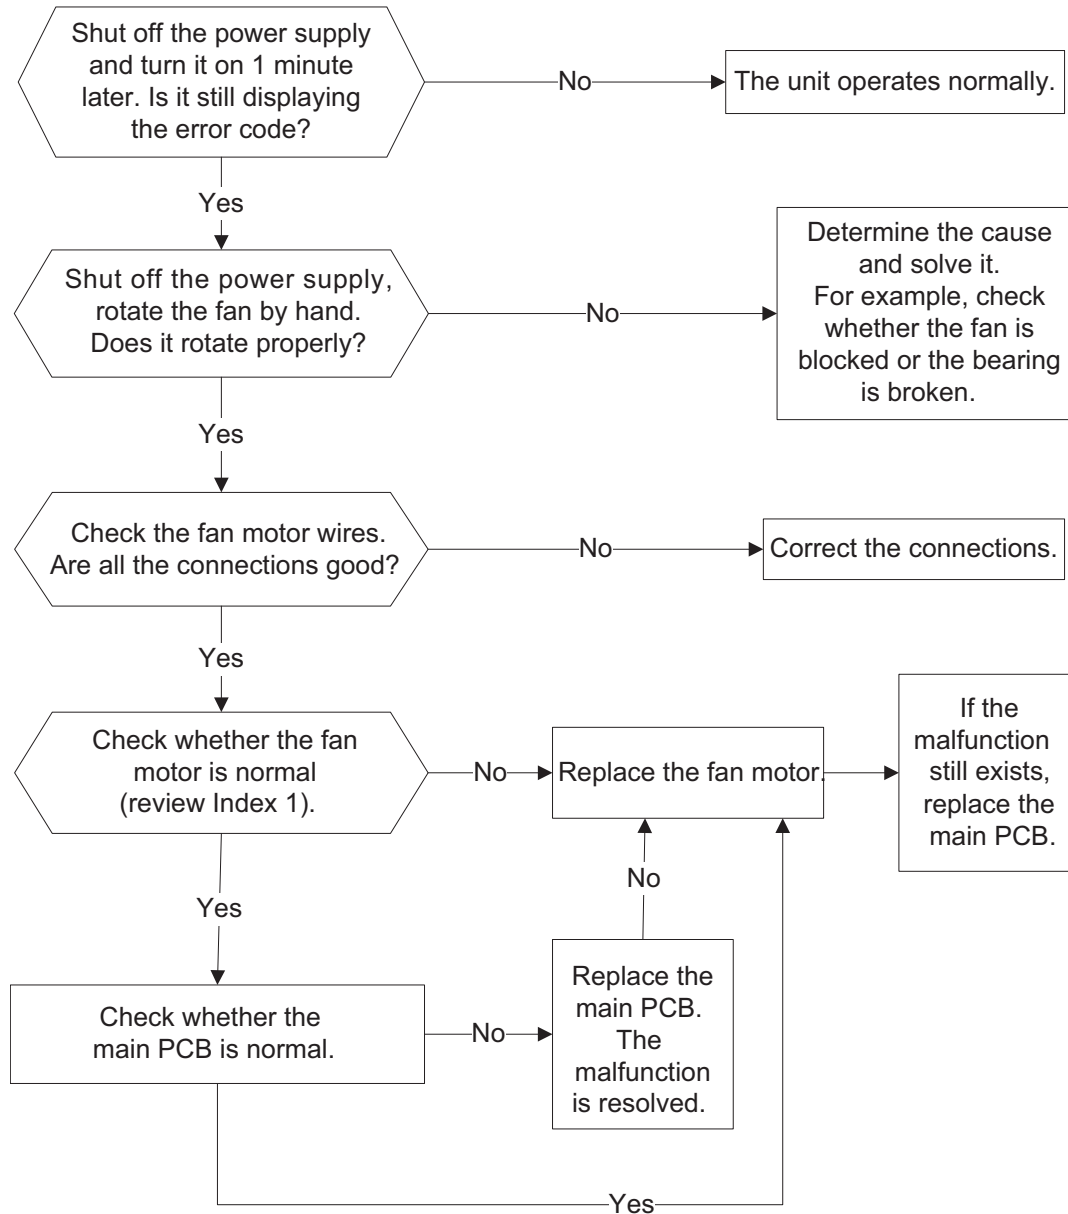 Shut off the power supply
and turn it on 1 minute
later. Is it still displaying
the error code?
No
The unit operates normally.
Yes
Shut off the power supply,
rotate the fan by hand.
Does it rotate properly?
No
Determine the cause
and solve it.
For example, check
whether the fan is
blocked or the bearing
is broken.
Yes
Check the fan motor wires.
Are all the connections good?
No
Correct the connections.
Yes
Check whether the fan
motor is normal
(review Index 1).
No
Replace the fan motor.
If the
malfunction
still exists,
replace the
main PCB.
Yes
No
Check whether the
main PCB is normal.
No
Replace the
main PCB.
The
malfunction
is resolved.
Yes